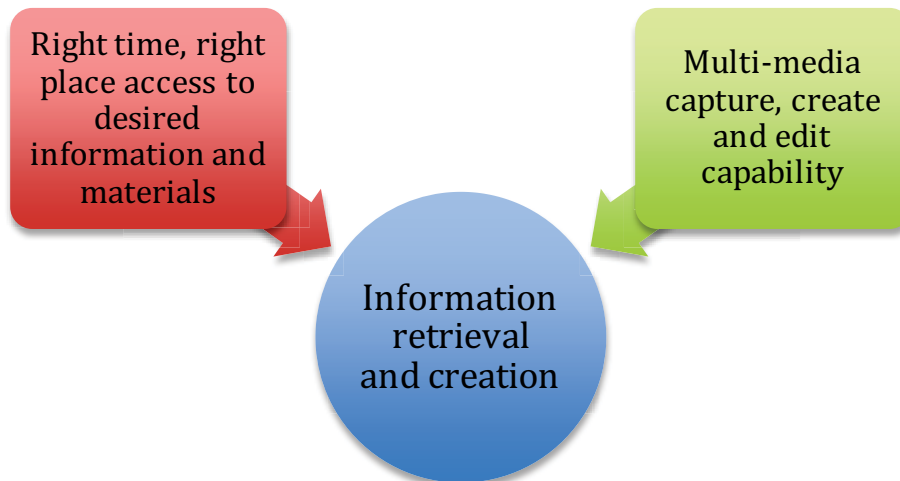 Right time, right
place access to
desired
information and
materials
Multi-media
capture, create
and edit
capability
Information
retrieval
and creation